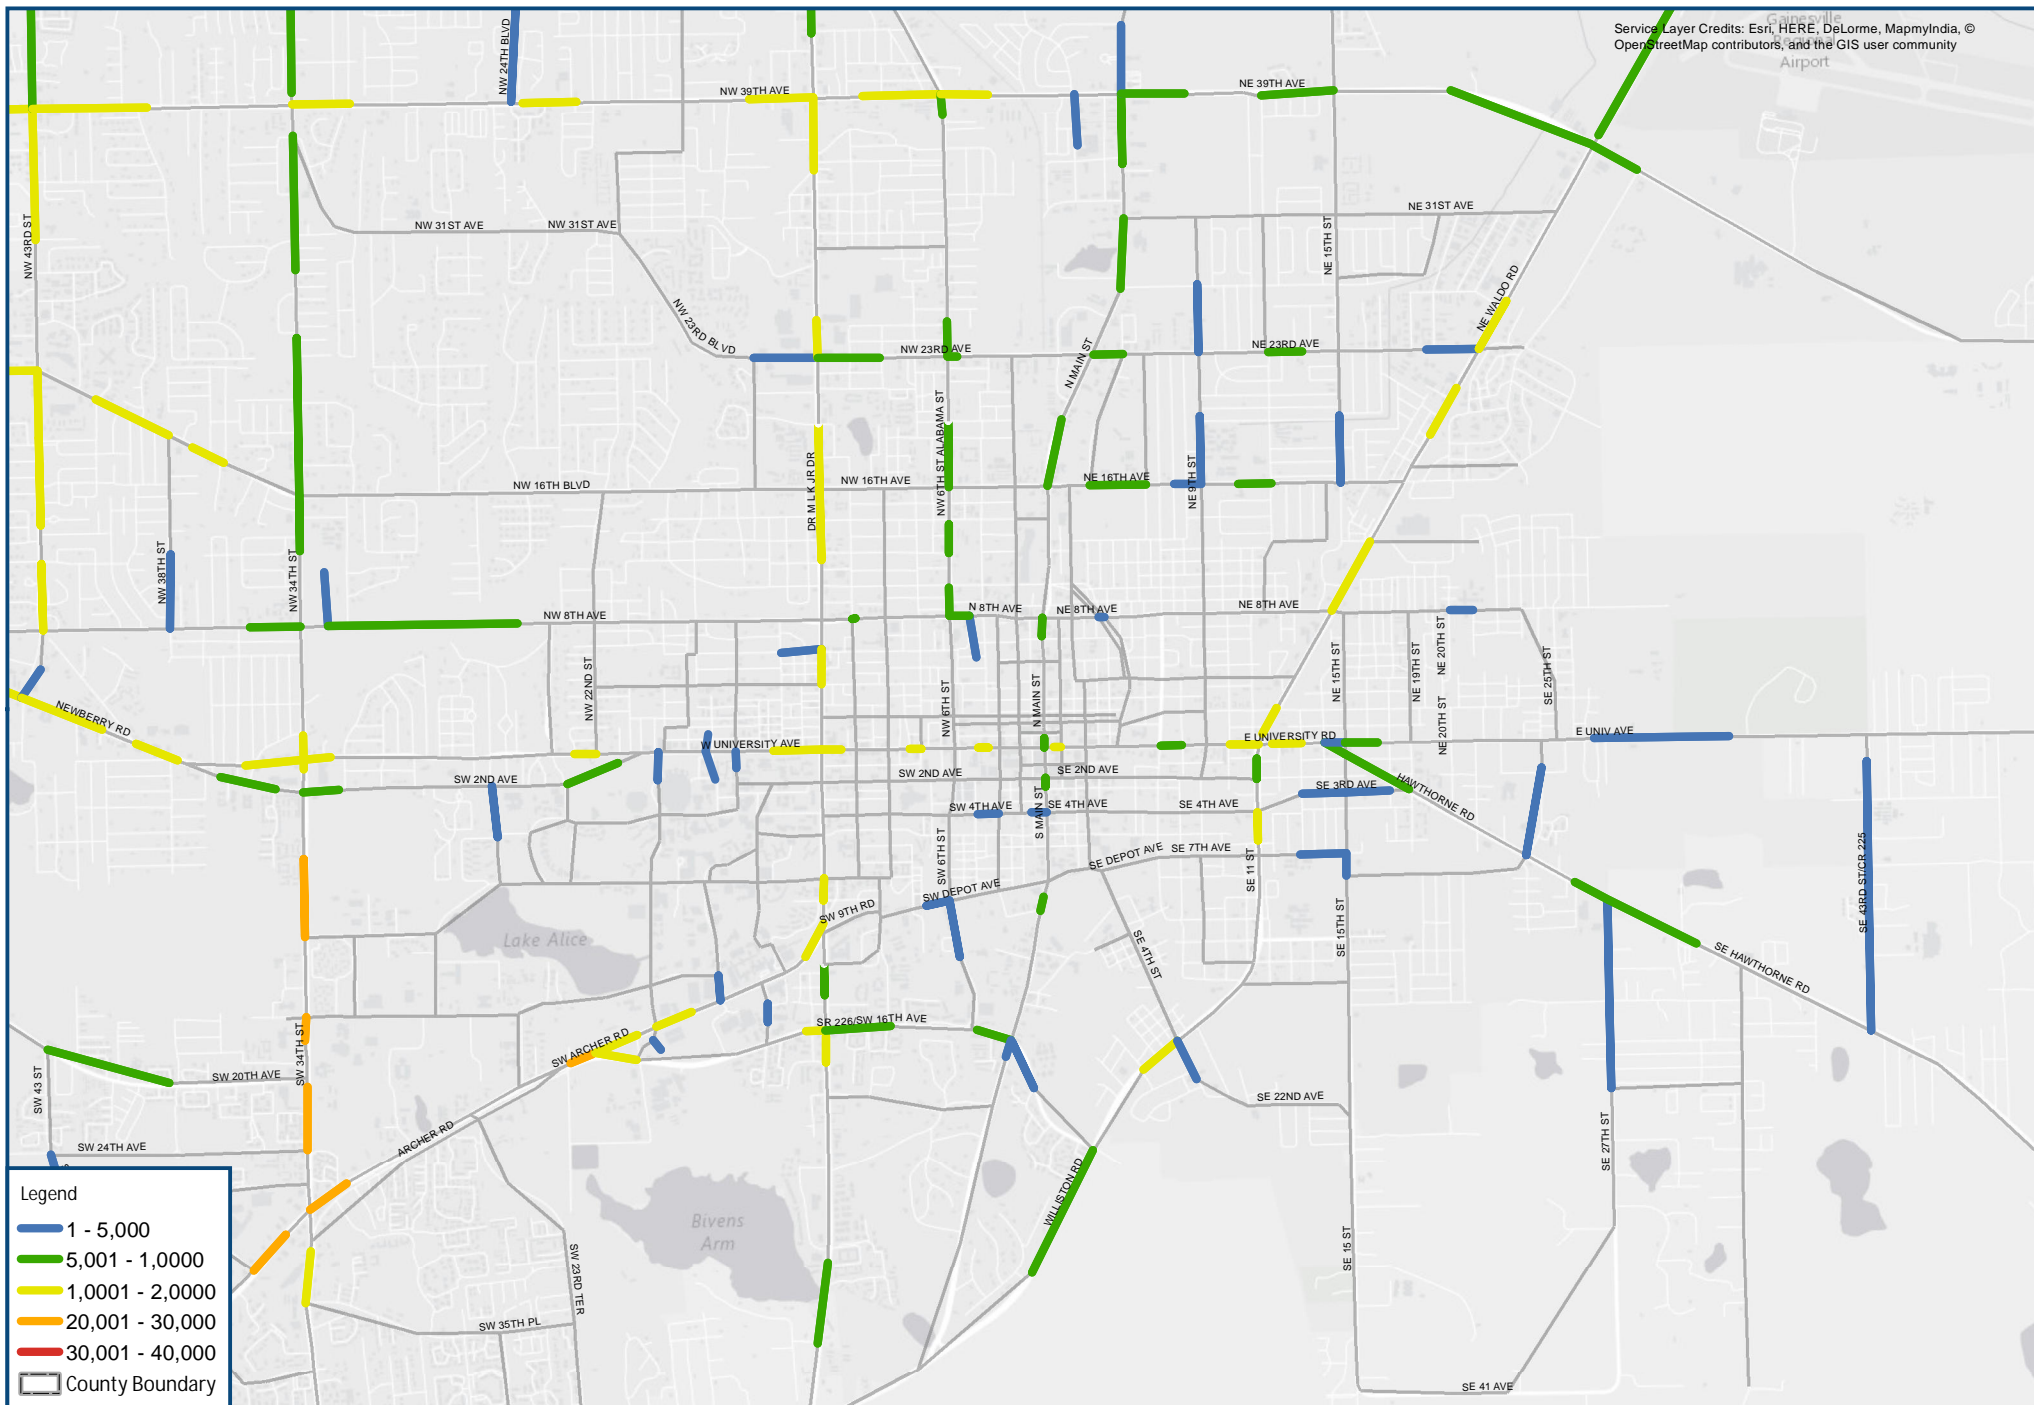 Service Layer Credits: Esri, HERE, DeLorme, MapmyIndia, ©
OpenStreetMap contributors, and the GIS user community
Gainesville
Regional
Airport
NW 24TH BLVD
NW 39TH AVE
NE 39TH AVE
NW 43RD ST
NW 31ST AVE
NW 31ST AVE
NE 31ST AVE
NE 15TH ST
NE WALDO RD
NW 23RD BLVD
NW 23RD AVE
N MAIN ST
NE 23RD AVE
NW 6TH ST ALABAMA ST
DR M L K JR DR
NW 16TH BLVD
NW 16TH AVE
NE 16TH AVE
NE 9TH ST
NW 38TH ST
NW 34TH ST
NW 8TH AVE
N 8TH AVE
NE 8TH AVE
NE 8TH AVE
NW 22ND ST
NW 6TH ST
N MAIN ST
NE 15TH ST
NE 19TH ST
NE 20TH ST
NE 20TH ST
SE 25TH ST
NEWBERRY RD
W UNIVERSITY AVE
E UNIVERSITY RD
E UNIV AVE
SW 2ND AVE
SW 2ND AVE
SE 2ND AVE
SE 3RD AVE
HAWTHORNE RD
SW 4TH AVE
S MAIN ST
SE 4TH AVE
SE 4TH AVE
SW 6TH ST
SE DEPOT AVE
SE 7TH AVE
SE 11 ST
SE 43RD ST/CR 225
SW DEPOT AVE
SW 9TH RD
Lake Alice
SE 4TH ST
SE 15TH ST
SE HAWTHORNE RD
SR 226/SW 16TH AVE
SW 34TH ST
SW ARCHER RD
SW 43 ST
SW 20TH AVE
SE 22ND AVE
SW 24TH AVE
ARCHER RD
SE 27TH ST
WILLISTON RD
Bivens
Arm
SW 23RD TER
SE 15 ST
SW 35TH PL
SE 41 AVE
Legend
1 - 5,000
5,001 - 1,0000
1,0001 - 2,0000
20,001 - 30,000
30,001 - 40,000
County Boundary